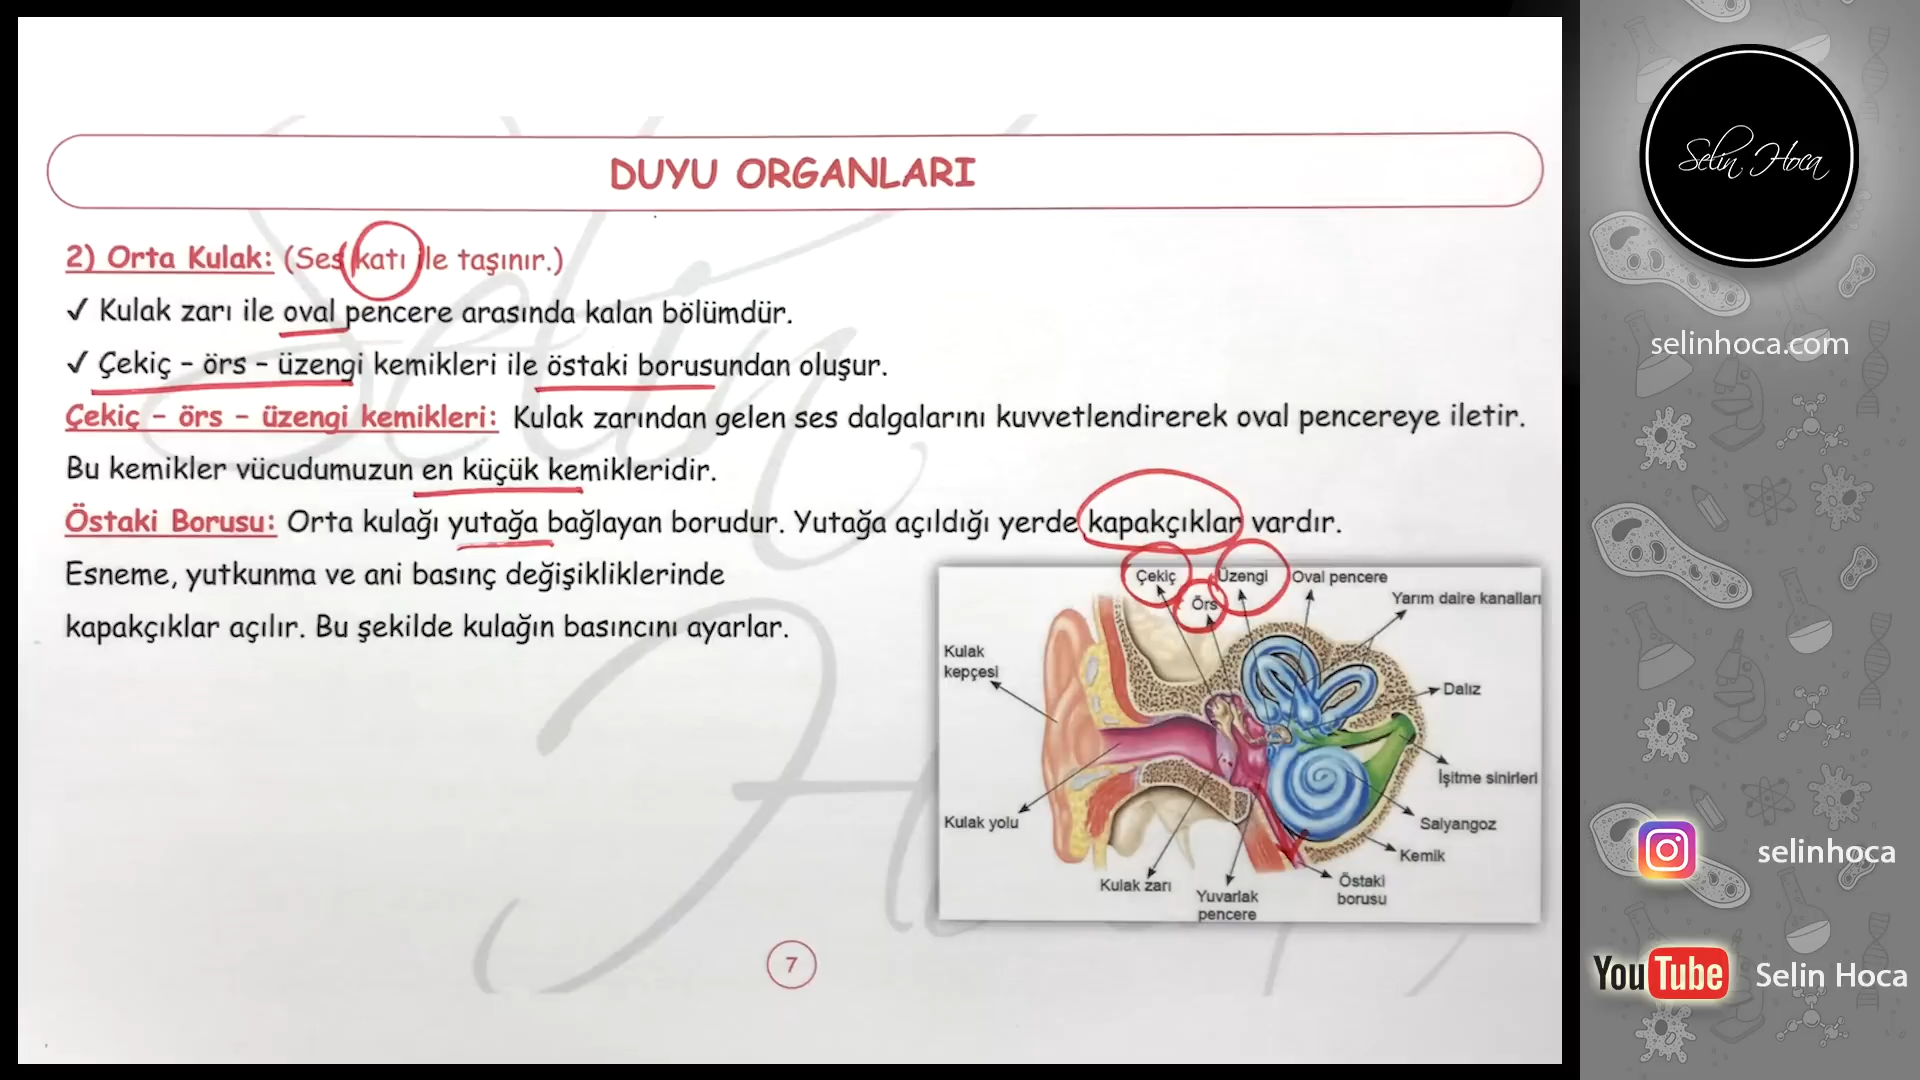 DUYU ORGANLARI
2) Orta Kulak: (Ses katı ile taşınır.)
✓ Kulak zarı ile oval pencere arasında kalan bölümdür.
✓ Çekiç – örs – üzengi kemikleri ile östaki borusundan oluşur.
Çekiç – örs – üzengi kemikleri: Kulak zarından gelen ses dalgalarını kuvvetlendirerek oval pencereye iletir.
Bu kemikler vücudumuzun en küçük kemikleridir.
Östaki Borusu: Orta kulağı yutağa bağlayan borudur. Yutağa açıldığı yerde kapakçıklar vardır.
Esneme, yutkunma ve ani basınç değişikliklerinde
kapakçıklar açılır. Bu şekilde kulağın basıncını ayarlar.
Çekiç
Örs
Üzengi
Oval pencere
Yarım daire kanalları
Kulak
kepçesi
Dalız
İşitme sinirleri
Kulak yolu
Salyangoz
Kemik
Kulak zarı
Yuvarlak
pencere
Östaki
borusu
7
Selin Hoca
selinhoca.com
selinhoca
YouTube Selin Hoca
Selin Hoca